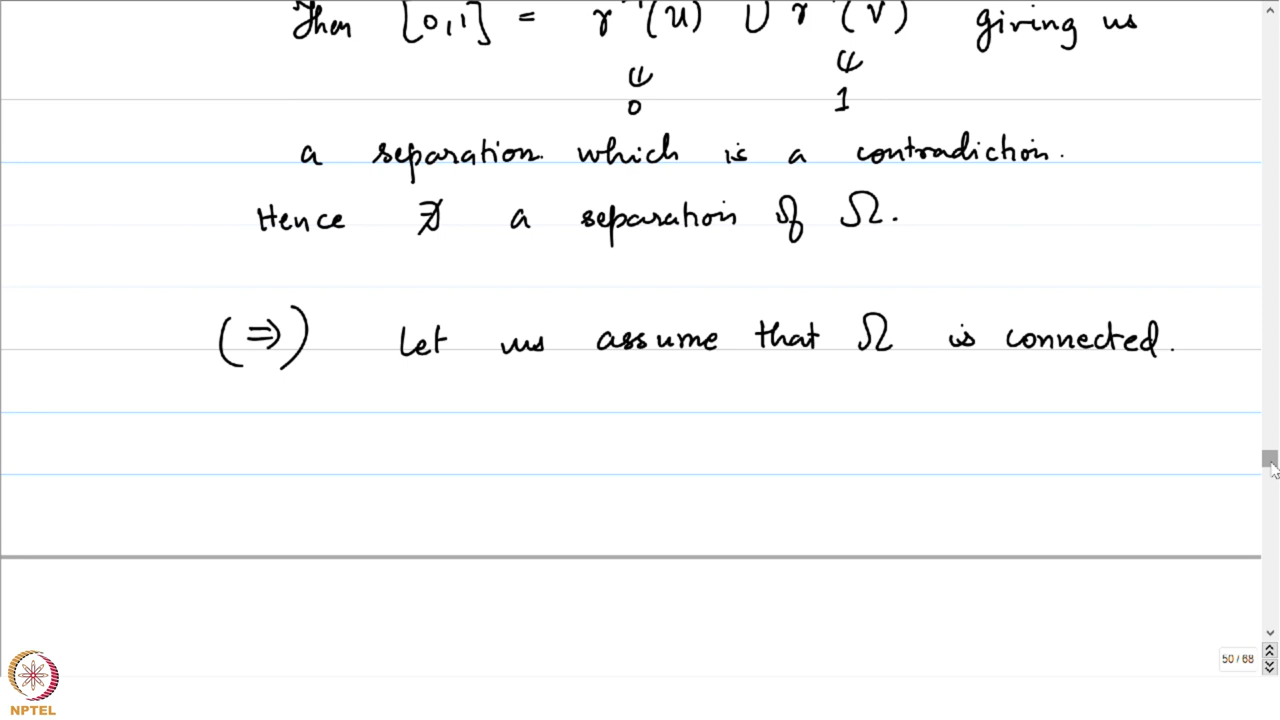 Then [0,1] = γ⁻¹(U) ∪ γ⁻¹(V) giving us
ψ ψ
0 1
a separation which is a contradiction.
Hence ∄ a separation of Ω.
(⇒) Let us assume that Ω is connected.
50 / 68
NPTEL